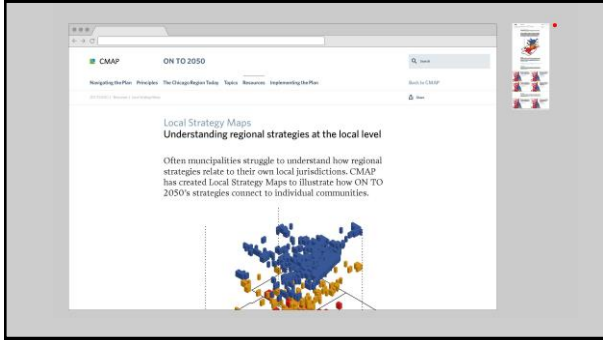 CMAP
ON TO 2050
Search
Navigating the Plan Principles The Chicago Region Today Topics Resources Implementing the Plan
Back to CMAP
Share
Local Strategy Maps
Understanding regional strategies at the local level
Often muncipalities struggle to understand how regional
strategies relate to their own local jurisdictions. CMAP
has created Local Strategy Maps to illustrate how ON TO
2050's strategies connect to individual communities.